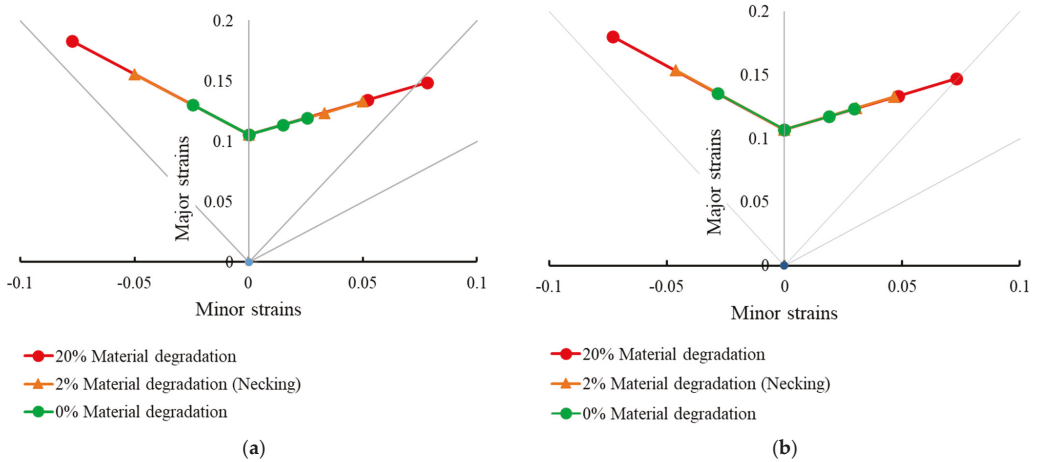 0.2
0.15
0.1
0.05
0
Major strains
-0.1 -0.05 0 0.05 0.1
Minor strains
20% Material degradation
2% Material degradation (Necking)
0% Material degradation
(a)
0.2
0.15
0.1
0.05
0
Major strains
-0.1 -0.05 0 0.05 0.1
Minor strains
20% Material degradation
2% Material degradation (Necking)
0% Material degradation
(b)